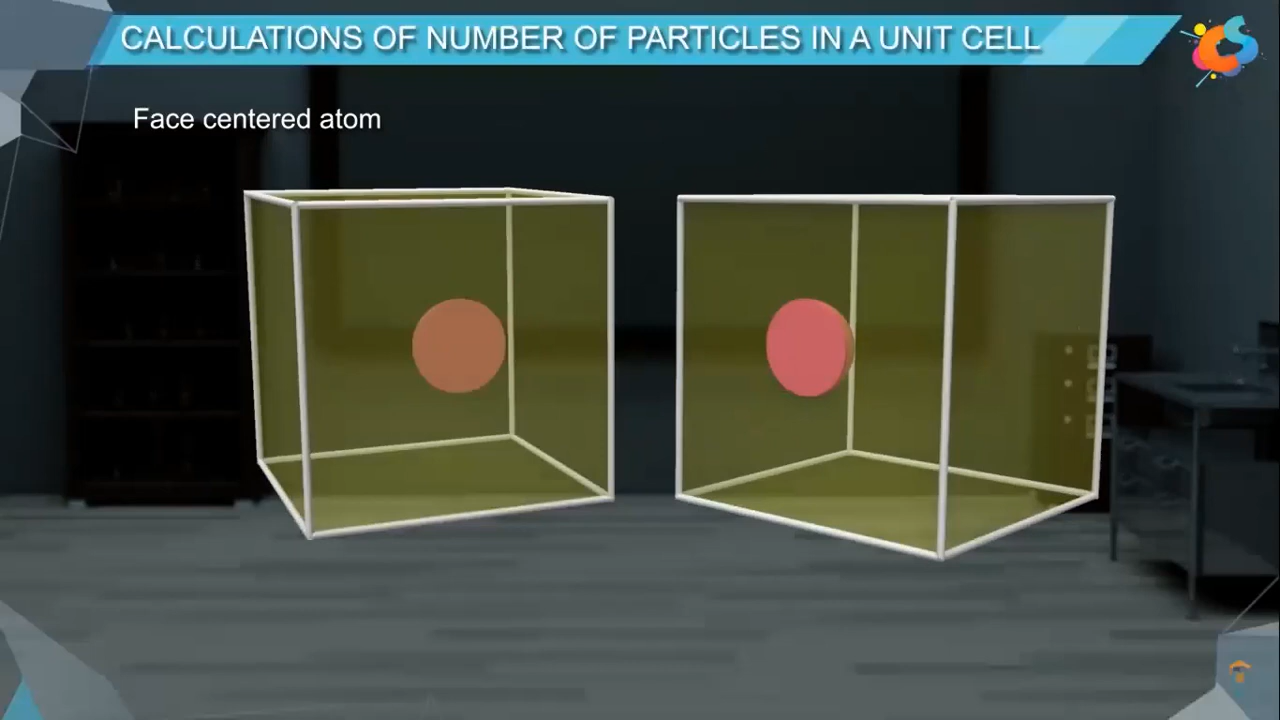 CALCULATIONS OF NUMBER OF PARTICLES IN A UNIT CELL
Face centered atom